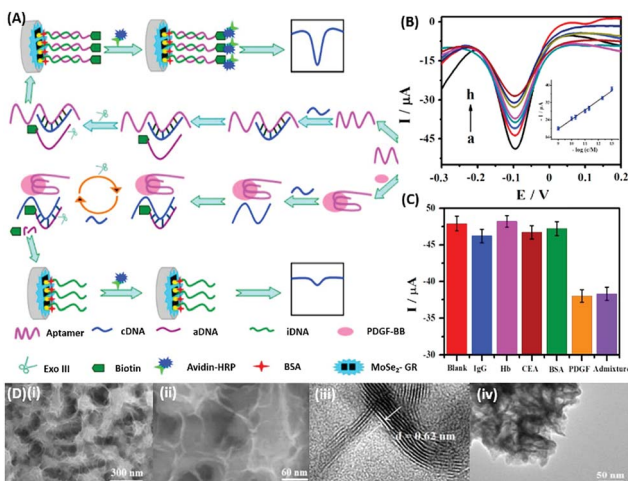 (A)
Aptamer
cDNA
aDNA
iDNA
PDGF-BB
Exo III
Biotin
Avidin-HRP
BSA
MoSe₂- GR
(B)
0
-15
-30
-45
I / μA
h
a
-0.3
-0.2
-0.1
0.0
0.1
0.2
E / V
- log (c/M)
(C)
-50
-45
-40
-35
-30
I / μA
Blank
IgG
Hb
CEA
BSA
PDGF
Admixture
(D)(i)
300 nm
(ii)
60 nm
(iii)
d = 0.62 nm
(iv)
50 nm